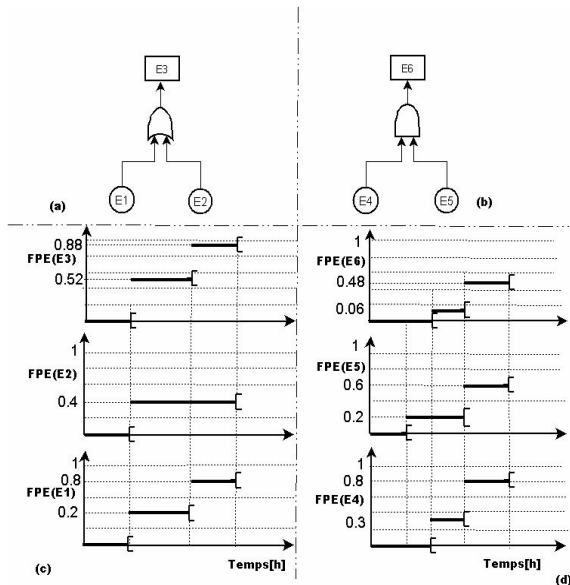 E3
E6
E1
E2
(a)
E4
E5
(b)
0.88
FPE(E3)
0.52
1
FPE(E2)
0.4
1
0.8
FPE(E1)
0.2
(c)
Temps[h]
1
FPE(E6)
0.48
0.06
1
FPE(E5)
0.6
0.2
1
0.8
FPE(E4)
0.3
Temps[h]
(d)